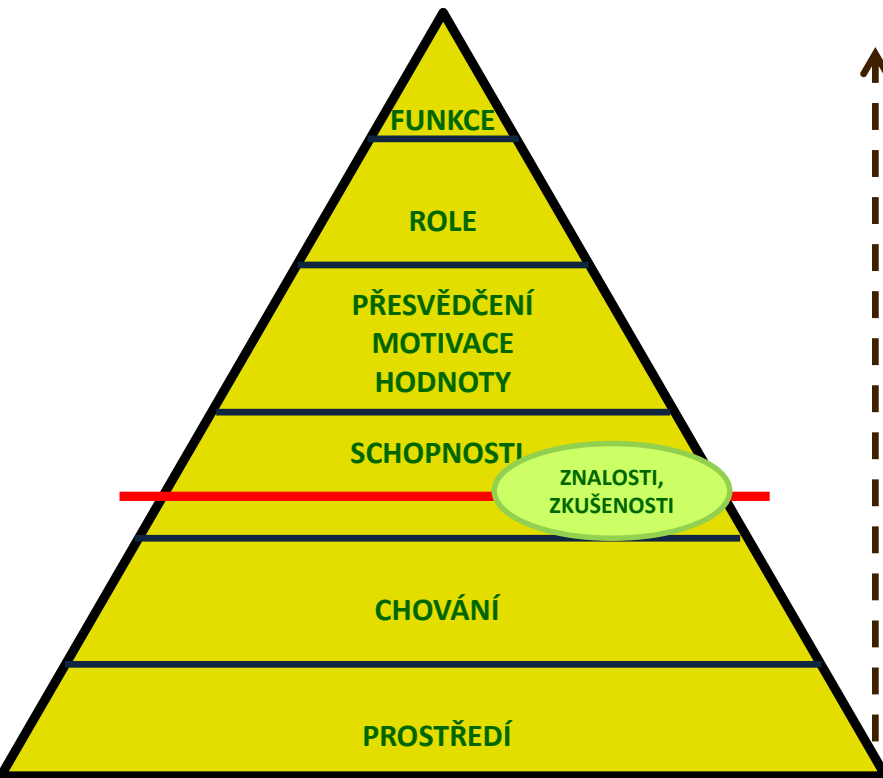 FUNKCE
ROLE
PŘESVĚDČENÍ
MOTIVACE
HODNOTY
SCHOPNOSTI
ZNALOSTI,
ZKUŠENOSTI
CHOVÁNÍ
PROSTŘEDÍ